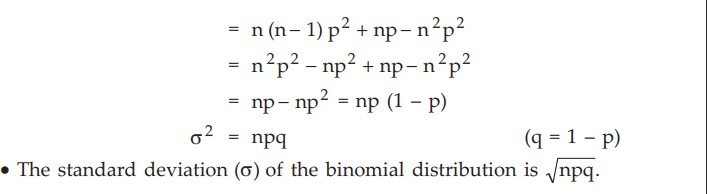 = n (n – 1) p² + np – n²p²
= n²p² – np² + np – n²p²
= np – np² = np (1 – p)
σ² = npq (q = 1 – p)
• The standard deviation (σ) of the binomial distribution is √npq.